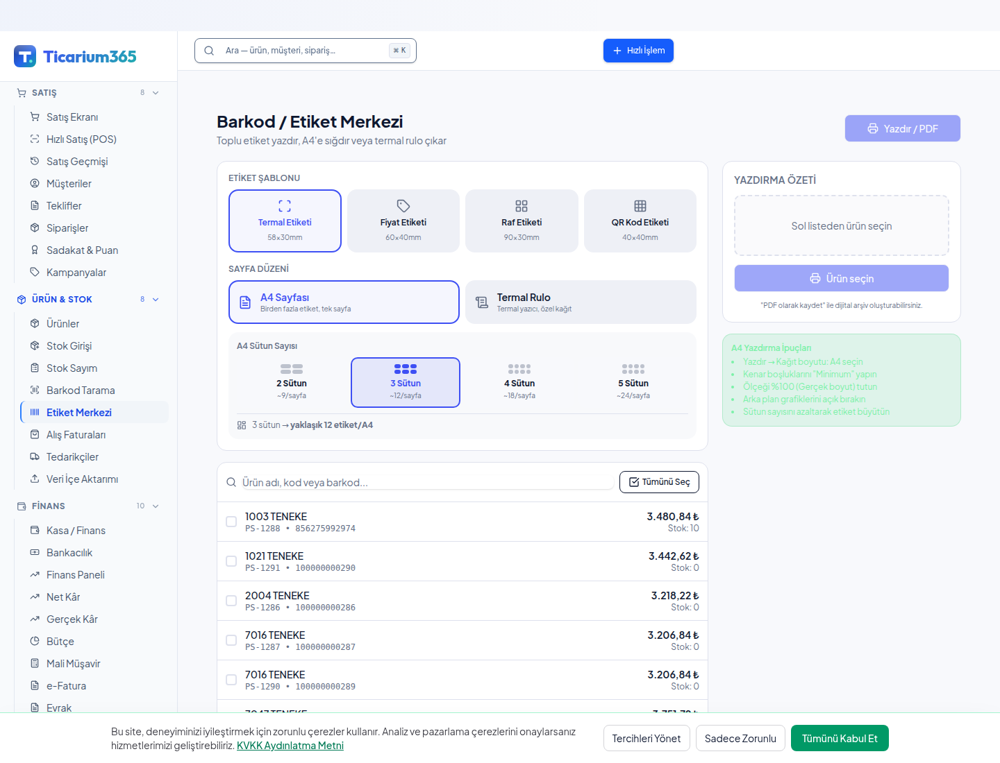 Ticarium365
Ara — ürün, müşteri, sipariş...
⌘ K
Hızlı İşlem
SATIŞ
8
Satış Ekranı
Hızlı Satış (POS)
Satış Geçmişi
Müşteriler
Teklifler
Siparişler
Sadakat & Puan
Kampanyalar
ÜRÜN & STOK
8
Ürünler
Stok Girişi
Stok Sayım
Barkod Tarama
Etiket Merkezi
Alış Faturaları
Tedarikçiler
Veri İçe Aktarımı
FİNANS
10
Kasa / Finans
Bankacılık
Finans Paneli
Net Kâr
Gerçek Kâr
Bütçe
Mali Müşavir
e-Fatura
Evrak
Barkod / Etiket Merkezi
Toplu etiket yazdır, A4'e sığdır veya termal rulo çıkar
Yazdır / PDF
ETİKET ŞABLONU
Termal Etiketi
58×30mm
Fiyat Etiketi
60×40mm
Raf Etiketi
90×30mm
QR Kod Etiketi
40×40mm
SAYFA DÜZENİ
A4 Sayfası
Birden fazla etiket, tek sayfa
Termal Rulo
Termal yazıcı, özel kağıt
A4 Sütun Sayısı
2 Sütun
~9/sayfa
3 Sütun
~12/sayfa
4 Sütun
~18/sayfa
5 Sütun
~24/sayfa
3 sütun → yaklaşık 12 etiket/A4
YAZDIRMA ÖZETİ
Sol listeden ürün seçin
Ürün seçin
"PDF olarak kaydet" ile dijital arşiv oluşturabilirsiniz.
A4 Yazdırma İpuçları
• Yazdır → Kağıt boyutu: A4 seçin
• Kenar boşluklarını "Minimum" yapın
• Ölçeği %100 (Gerçek boyut) tutun
• Arka plan grafiklerini açık bırakın
• Sütun sayısını azaltarak etiket büyütün
Ürün adı, kod veya barkod...
Tümünü Seç
1003 TENEKE
3.480,84 ₺
PS-1288 • 856275992974
Stok: 10
1021 TENEKE
3.442,62 ₺
PS-1291 • 100000000290
Stok: 0
2004 TENEKE
3.218,22 ₺
PS-1286 • 100000000286
Stok: 0
7016 TENEKE
3.206,84 ₺
PS-1287 • 100000000287
Stok: 0
7016 TENEKE
3.206,84 ₺
PS-1290 • 100000000289
Stok: 0
Bu site, deneyiminizi iyileştirmek için zorunlu çerezler kullanır. Analiz ve pazarlama çerezlerini onaylarsanız
hizmetlerimizi geliştirebiliriz. KVKK Aydınlatma Metni
Tercihleri Yönet
Sadece Zorunlu
Tümünü Kabul Et